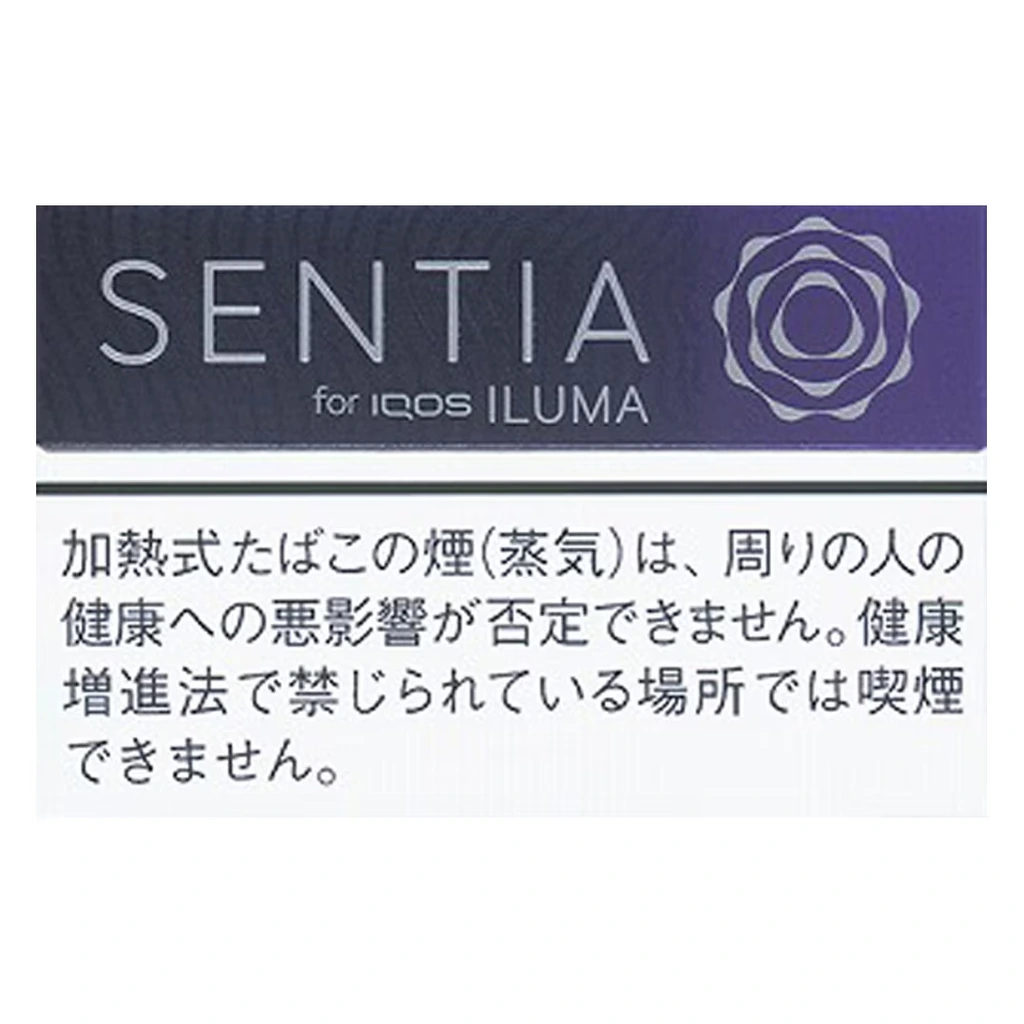 SENTIA
for IQOS ILUMA
加熱式たばこの煙(蒸気)は、周りの人の
健康への悪影響が否定できません。健康
増進法で禁じられている場所では喫煙
できません。